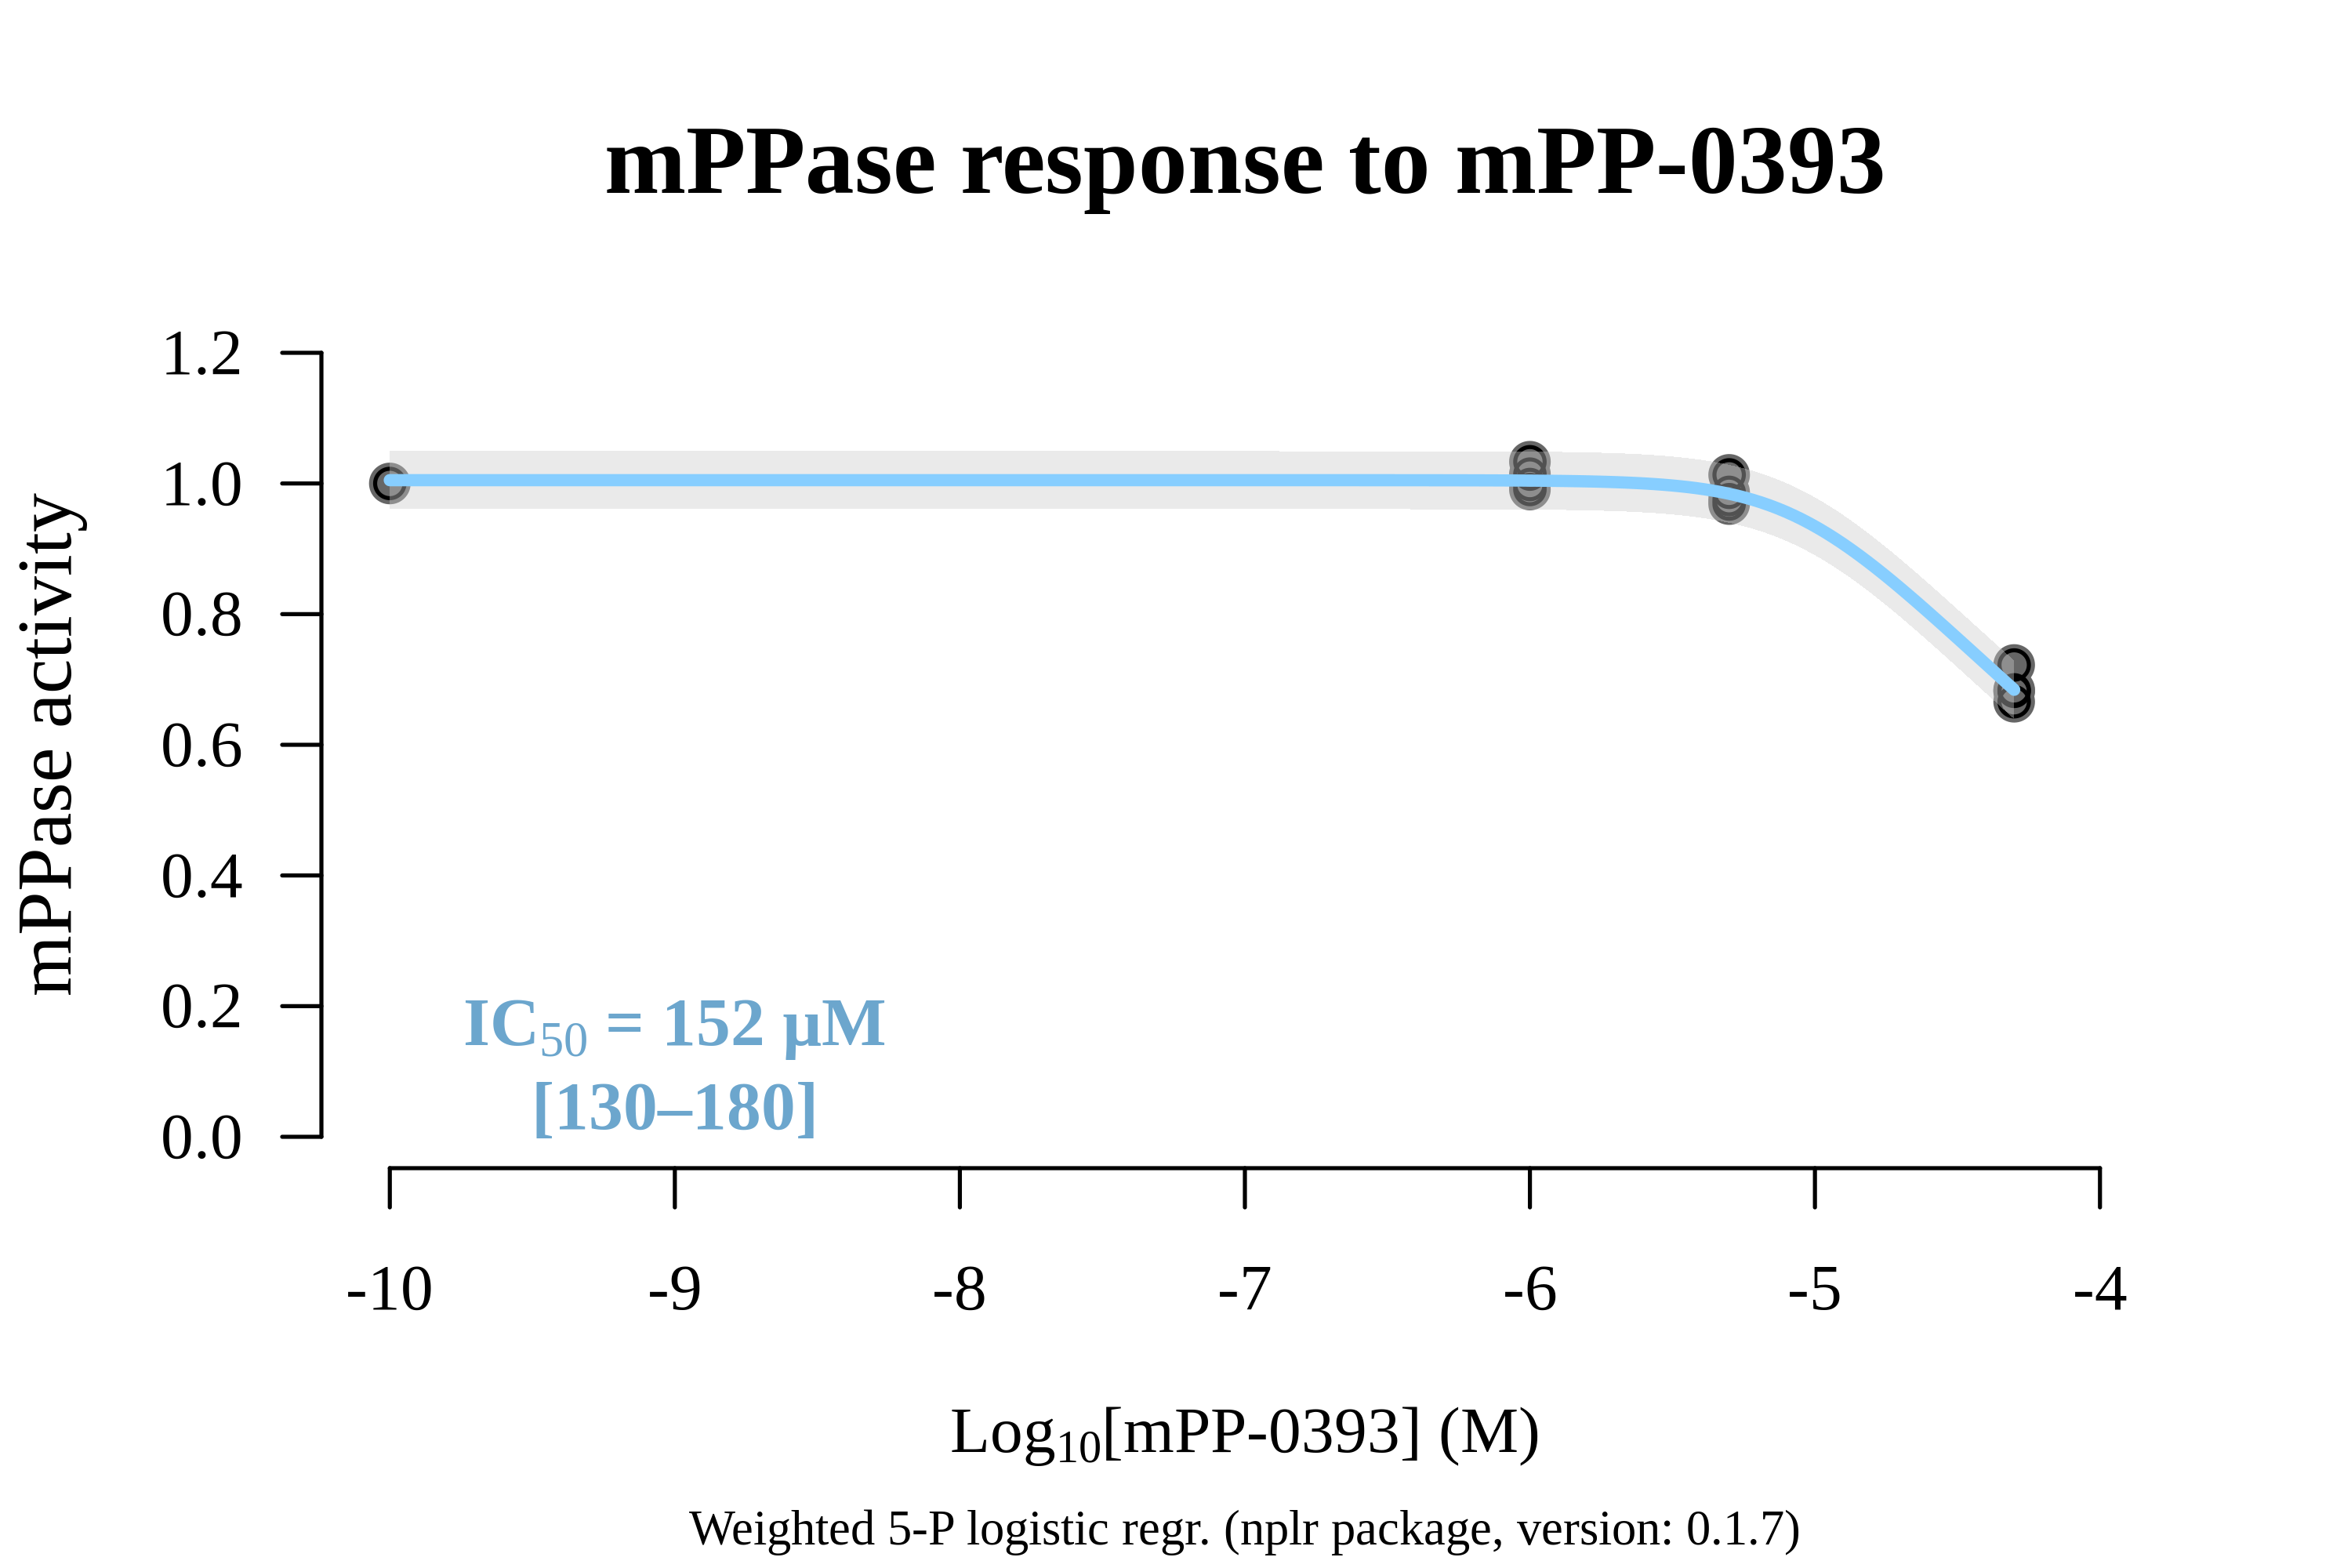 mPPase response to mPP-0393
mPPase activity
1.2
1.0
0.8
0.6
0.4
0.2
0.0
IC50 = 152 µM
[130–180]
-10 -9 -8 -7 -6 -5 -4
Log10[mPP-0393] (M)
Weighted 5-P logistic regr. (nplr package, version: 0.1.7)